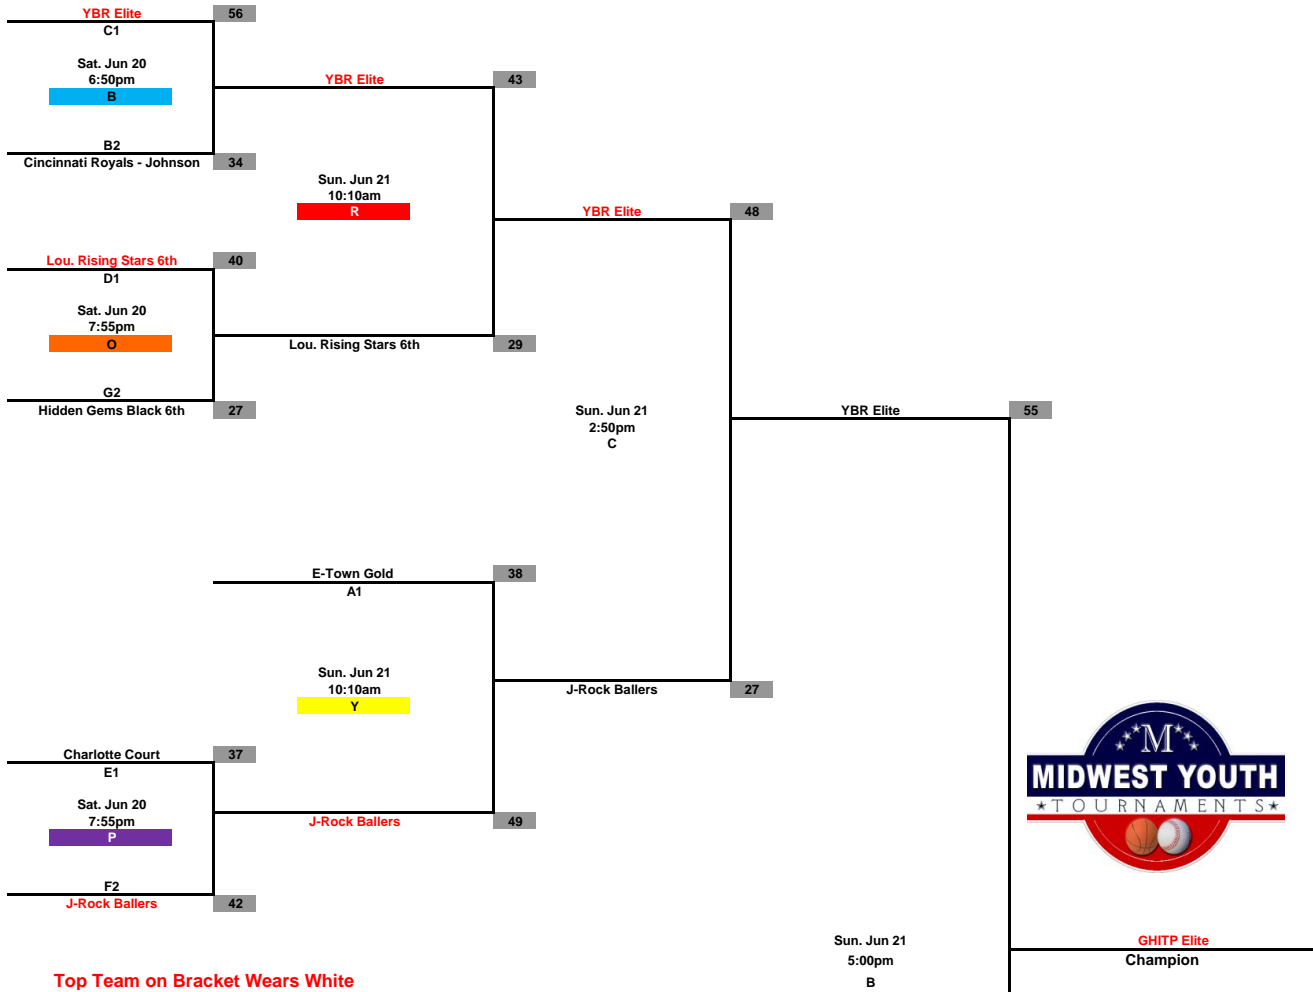 YBR Elite 56
C1
Sat. Jun 20
6:50pm
B
B2
Cincinnati Royals - Johnson 34
YBR Elite 43
Sun. Jun 21
10:10am
R
Lou. Rising Stars 6th 40
D1
Sat. Jun 20
7:55pm
O
G2
Hidden Gems Black 6th 27
Lou. Rising Stars 6th 29
YBR Elite 48
Sun. Jun 21
2:50pm
C
YBR Elite 55
E-Town Gold 38
A1
Sun. Jun 21
10:10am
Y
J-Rock Ballers 27
Charlotte Court 37
E1
Sat. Jun 20
7:55pm
P
F2
J-Rock Ballers 42
J-Rock Ballers 49
M
MIDWEST YOUTH
TOURNAMENTS
Sun. Jun 21
5:00pm
B
GHITP Elite
Champion
Top Team on Bracket Wears White